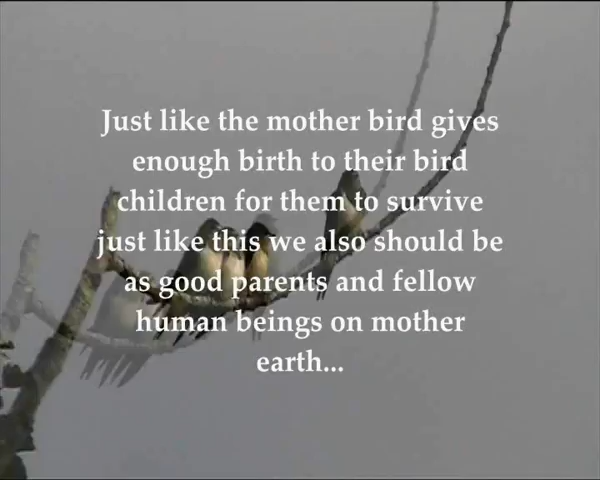 Just like the mother bird gives
enough birth to their bird
children for them to survive
just like this we also should be
as good parents and fellow
human beings on mother
earth...